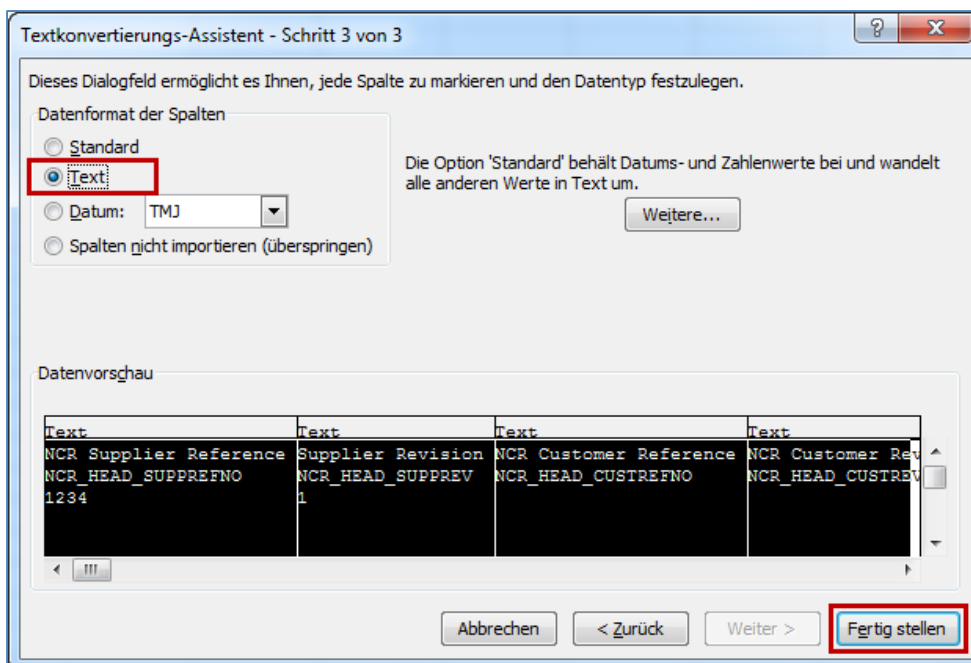 Textkonvertierungs-Assistent - Schritt 3 von 3
Dieses Dialogfeld ermöglicht es Ihnen, jede Spalte zu markieren und den Datentyp festzulegen.
Datenformat der Spalten
Standard
Text
Datum: TMJ
Spalten nicht importieren (überspringen)
Die Option 'Standard' behält Datums- und Zahlenwerte bei und wandelt
alle anderen Werte in Text um.
Weitere...
Datenvorschau
Text Text Text Text
NCR Supplier Reference Supplier Revision NCR Customer Reference NCR Customer Rev
NCR_HEAD_SUPPREFNO NCR_HEAD_SUPPREV NCR_HEAD_CUSTREFNO NCR_HEAD_CUSTREV
1234 1
Abbrechen < Zurück Weiter > Fertig stellen